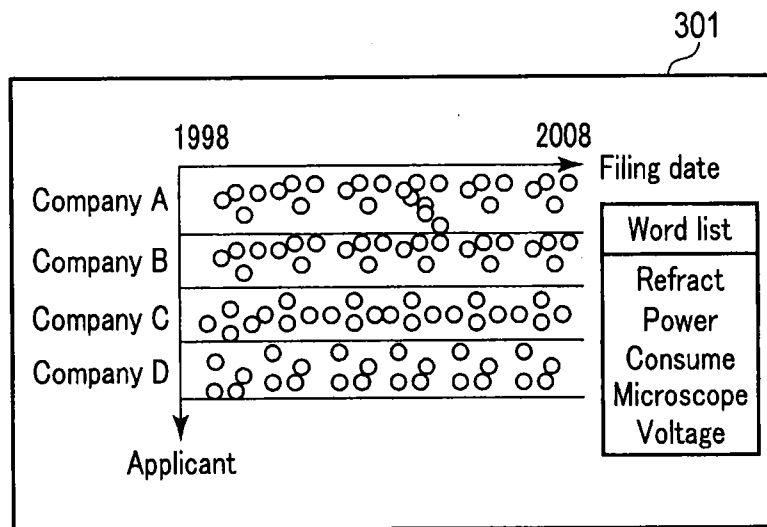 301
1998 2008
Filing date
Company A
Company B
Company C
Company D
Applicant
Word list
Refract
Power
Consume
Microscope
Voltage